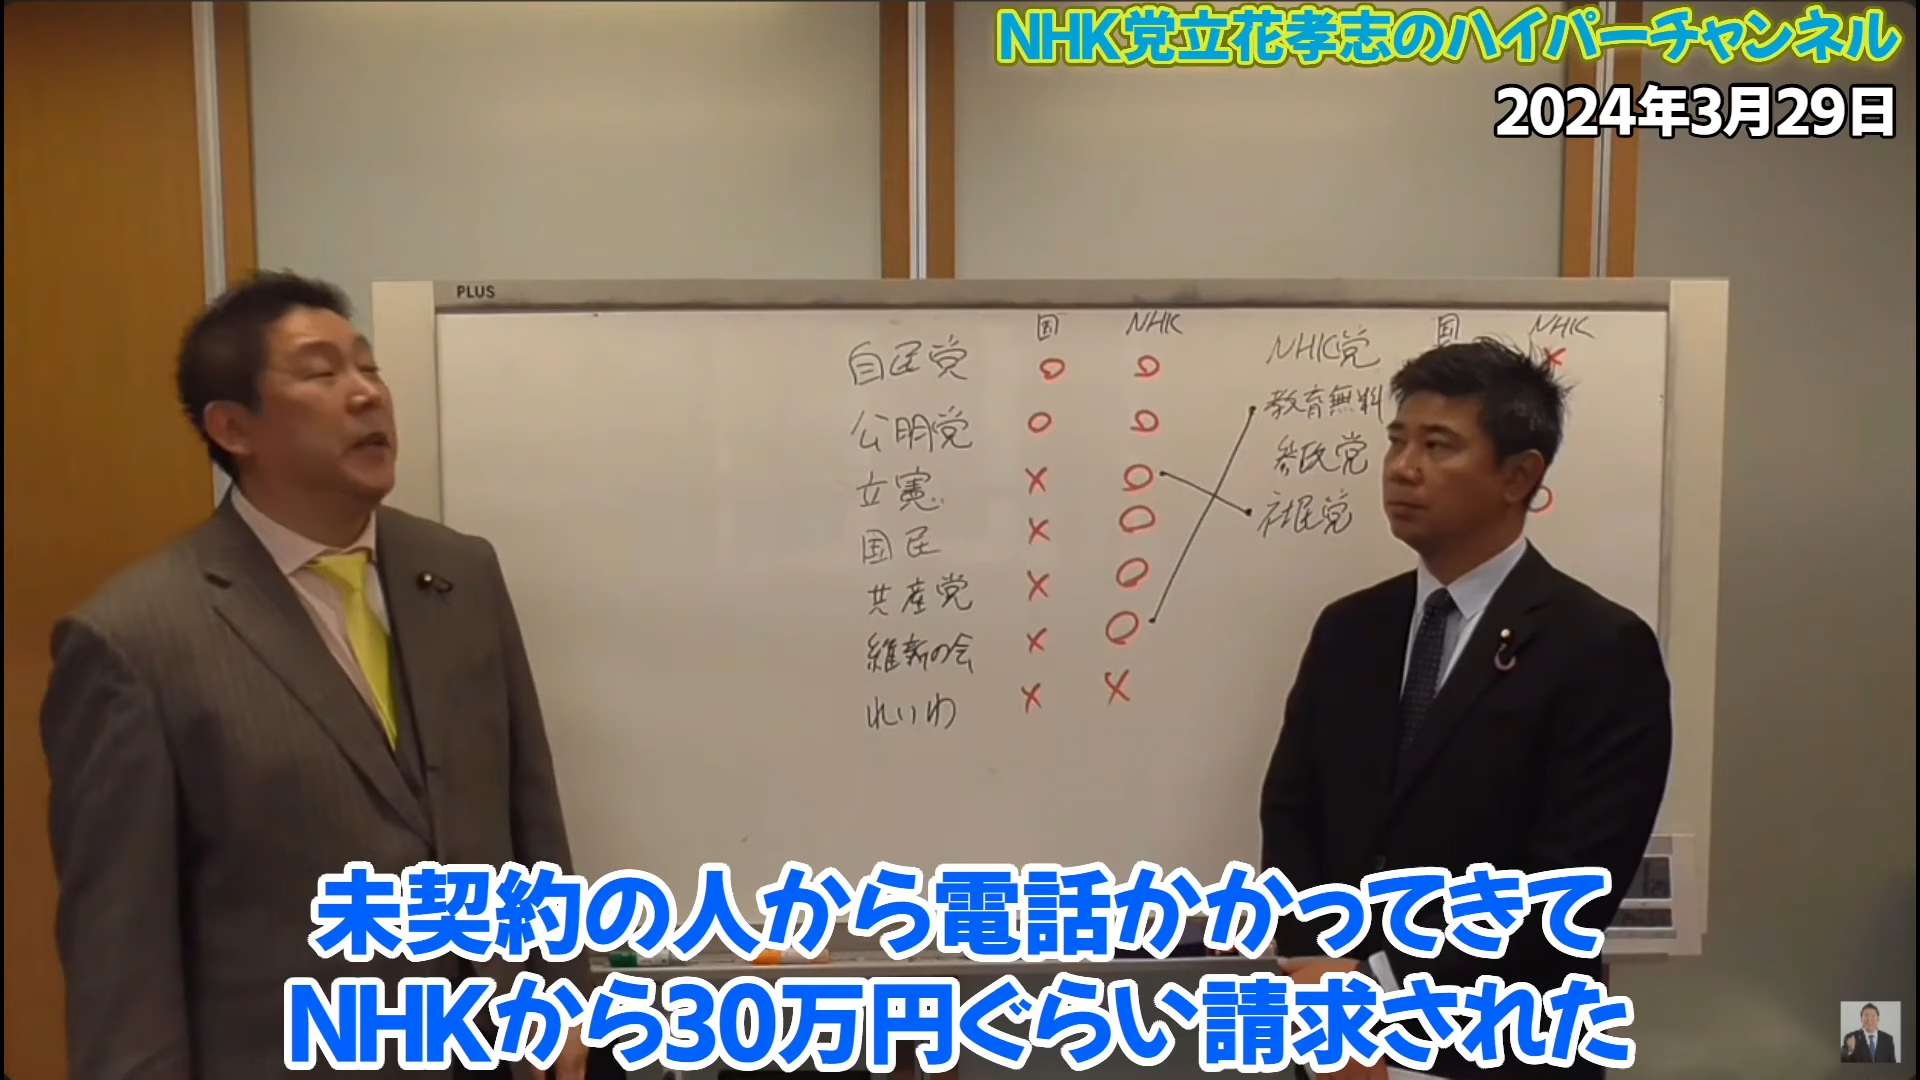 NHK党立花孝志のハイパーチャンネル
2024年3月29日
PLUS
国 NHK
自民党 ○ ○
公明党 ○ ○
立憲 × ○
国民 × ○
共産党 × ○
維新の会 × ○
れいわ × ×
国 NHK
NHK党 ×
教育無料
参政党
社民党 ○
未契約の人から電話かかってきて
NHKから30万円ぐらい請求された